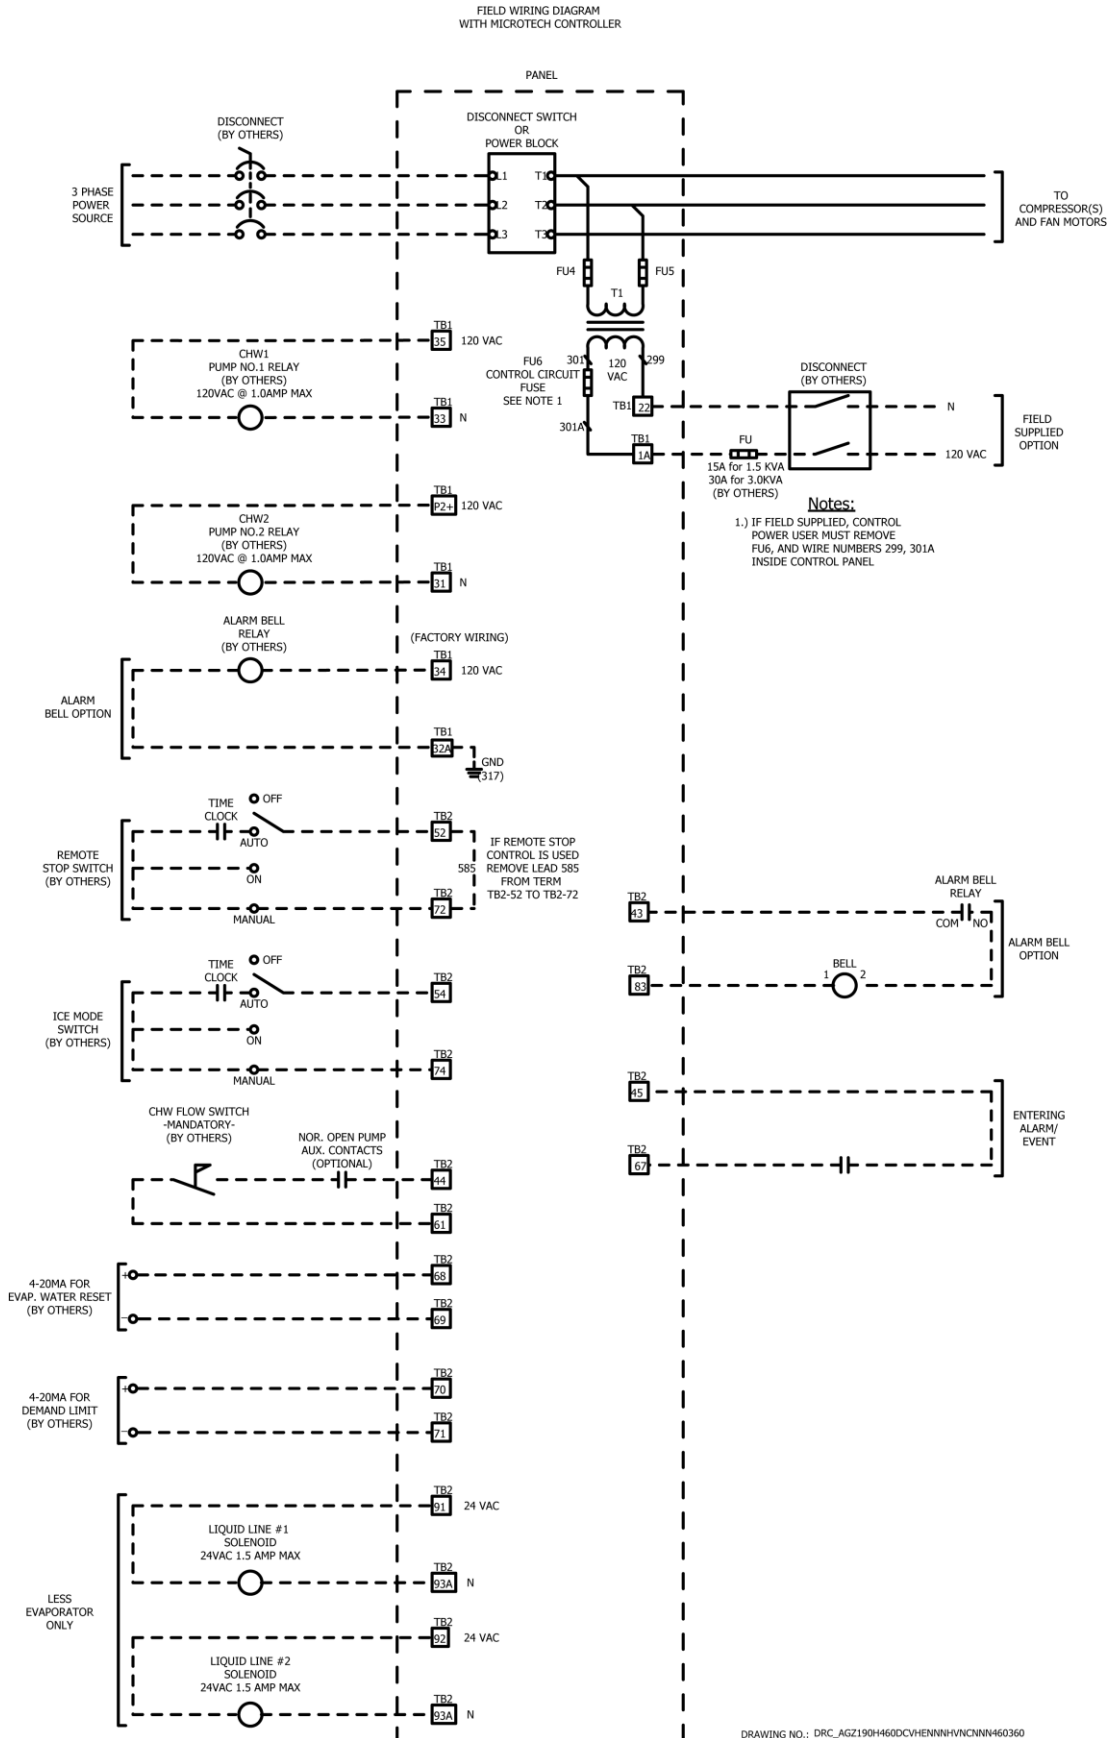 FIELD WIRING DIAGRAM
WITH MICROTECH CONTROLLER
PANEL
DISCONNECT
(BY OTHERS)
DISCONNECT SWITCH
OR
POWER BLOCK
3 PHASE
POWER
SOURCE
L1
T1
L2
T2
L3
T3
TO
COMPRESSOR(S)
AND FAN MOTORS
FU4
FU5
T1
TB1
35
120 VAC
CHW1
PUMP NO.1 RELAY
(BY OTHERS)
120VAC @ 1.0AMP MAX
TB1
33
N
FU6
CONTROL CIRCUIT
FUSE
SEE NOTE 1
301
120
VAC
299
TB1
22
301A
TB1
1A
DISCONNECT
(BY OTHERS)
N
120 VAC
FIELD
SUPPLIED
OPTION
FU
15A for 1.5 KVA
30A for 3.0KVA
(BY OTHERS)
Notes:
1.) IF FIELD SUPPLIED, CONTROL
POWER USER MUST REMOVE
FU6, AND WIRE NUMBERS 299, 301A
INSIDE CONTROL PANEL
TB1
P2+
120 VAC
CHW2
PUMP NO.2 RELAY
(BY OTHERS)
120VAC @ 1.0AMP MAX
TB1
31
N
ALARM BELL
RELAY
(BY OTHERS)
(FACTORY WIRING)
TB1
34
120 VAC
ALARM
BELL OPTION
TB1
32A
GND
(317)
TIME
CLOCK
OFF
AUTO
ON
MANUAL
REMOTE
STOP SWITCH
(BY OTHERS)
TB2
52
585
TB2
72
IF REMOTE STOP
CONTROL IS USED
REMOVE LEAD 585
FROM TERM
TB2-52 TO TB2-72
TB2
43
ALARM BELL
RELAY
COM
NO
ALARM BELL
OPTION
BELL
1
2
TB2
83
TIME
CLOCK
OFF
AUTO
ON
MANUAL
ICE MODE
SWITCH
(BY OTHERS)
TB2
54
TB2
74
TB2
45
TB2
67
ENTERING
ALARM/
EVENT
CHW FLOW SWITCH
-MANDATORY-
(BY OTHERS)
NOR. OPEN PUMP
AUX. CONTACTS
(OPTIONAL)
TB2
44
TB2
61
4-20MA FOR
EVAP. WATER RESET
(BY OTHERS)
+
−
TB2
68
TB2
69
4-20MA FOR
DEMAND LIMIT
(BY OTHERS)
+
−
TB2
70
TB2
71
LESS
EVAPORATOR
ONLY
TB2
91
24 VAC
LIQUID LINE #1
SOLENOID
24VAC 1.5 AMP MAX
TB2
93A
N
TB2
92
24 VAC
LIQUID LINE #2
SOLENOID
24VAC 1.5 AMP MAX
TB2
93A
N
DRAWING NO.: DRC_AGZ190H460DCVHENNNHVNCNNN460360